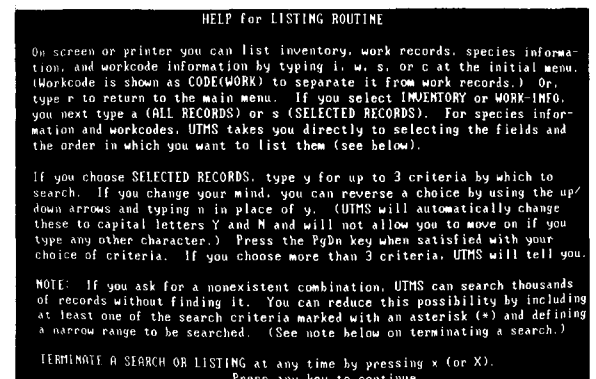 HELP for LISTING ROUTINE
On screen or printer you can list inventory, work records, species informa-
tion, and workcode information by typing i, w, s, or c at the initial menu.
(Workcode is shown as CODE(WORK) to separate it from work records.) Or,
type r to return to the main menu. If you select INVENTORY or WORK-INFO,
you next type a (ALL RECORDS) or s (SELECTED RECORDS). For species infor-
mation and workcodes, UTMS takes you directly to selecting the fields and
the order in which you want to list them (see below).
If you choose SELECTED RECORDS, type y for up to 3 criteria by which to
search. If you change your mind, you can reverse a choice by using the up/
down arrows and typing n in place of y. (UTMS will automatically change
these to capital letters Y and N and will not allow you to move on if you
type any other character.) Press the PgDn key when satisfied with your
choice of criteria. If you choose more than 3 criteria, UTMS will tell you.
NOTE: If you ask for a nonexistent combination, UTMS can search thousands
of records without finding it. You can reduce this possibility by including
at least one of the search criteria marked with an asterisk (*) and defining
a narrow range to be searched. (See note below on terminating a search.)
TERMINATE A SEARCH OR LISTING at any time by pressing x (or X).
Press any key to continue